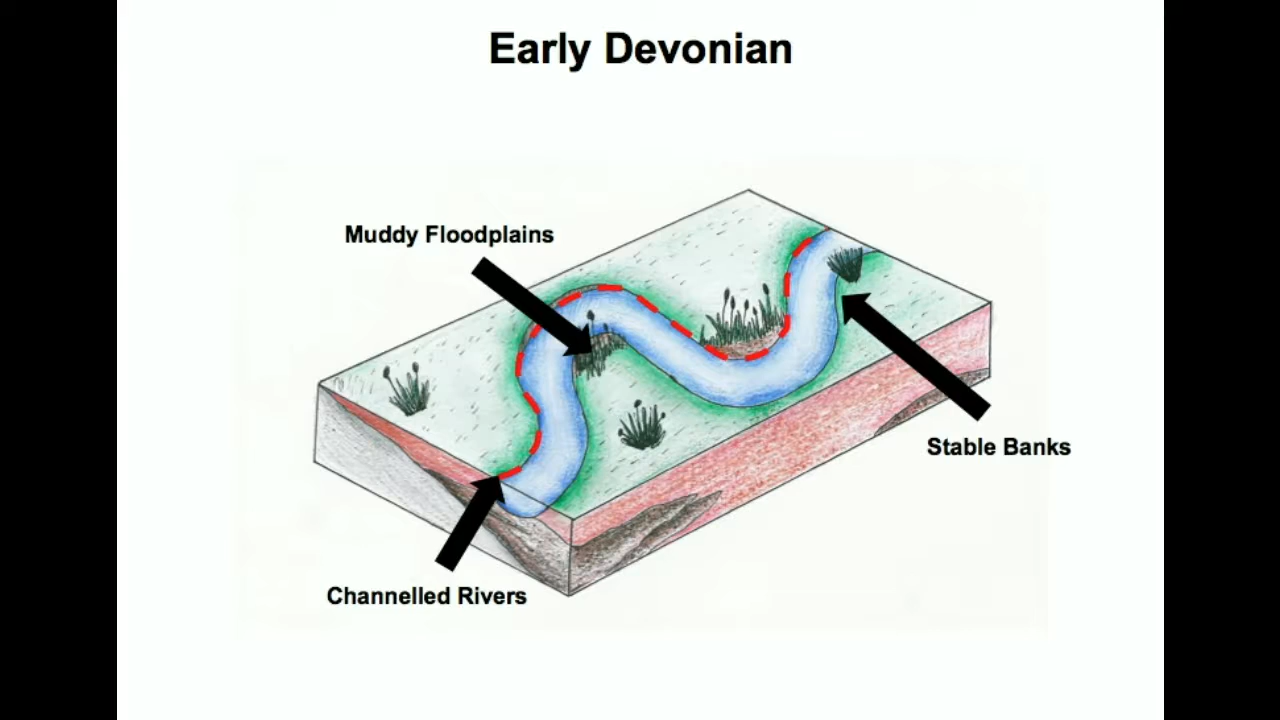 Early Devonian
Muddy Floodplains
Stable Banks
Channelled Rivers